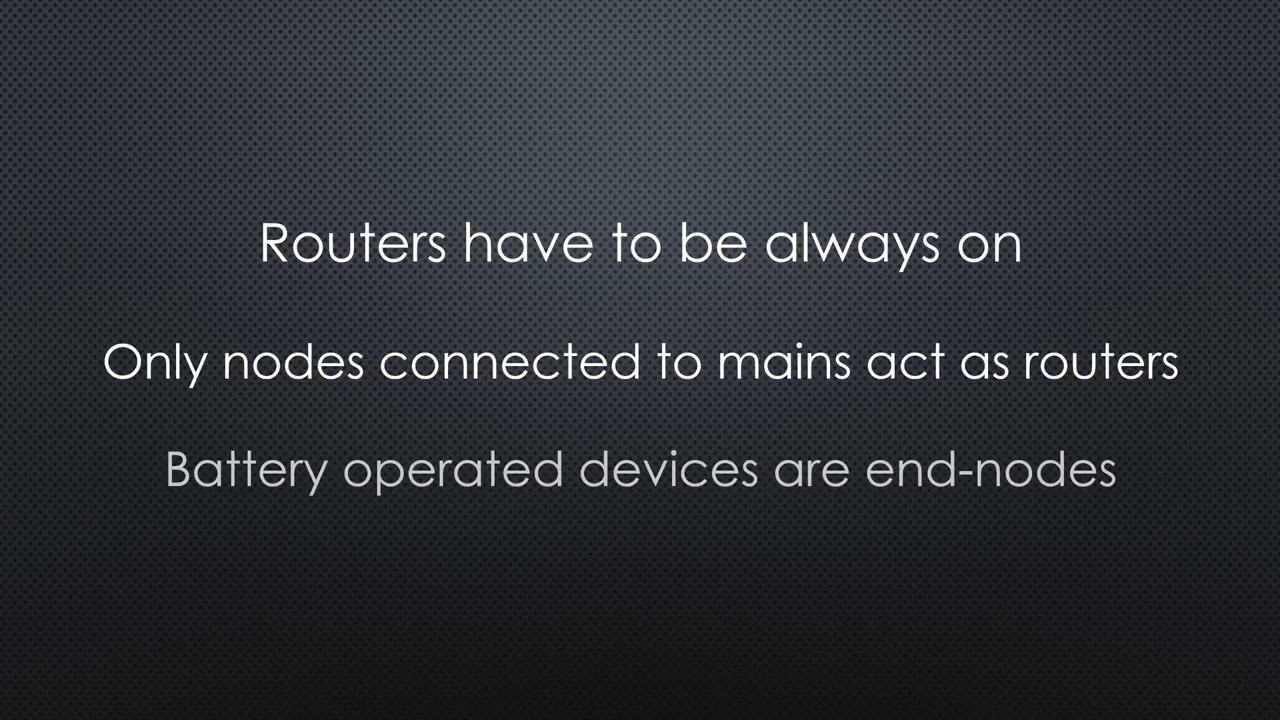 Routers have to be always on
Only nodes connected to mains act as routers
Battery operated devices are end-nodes